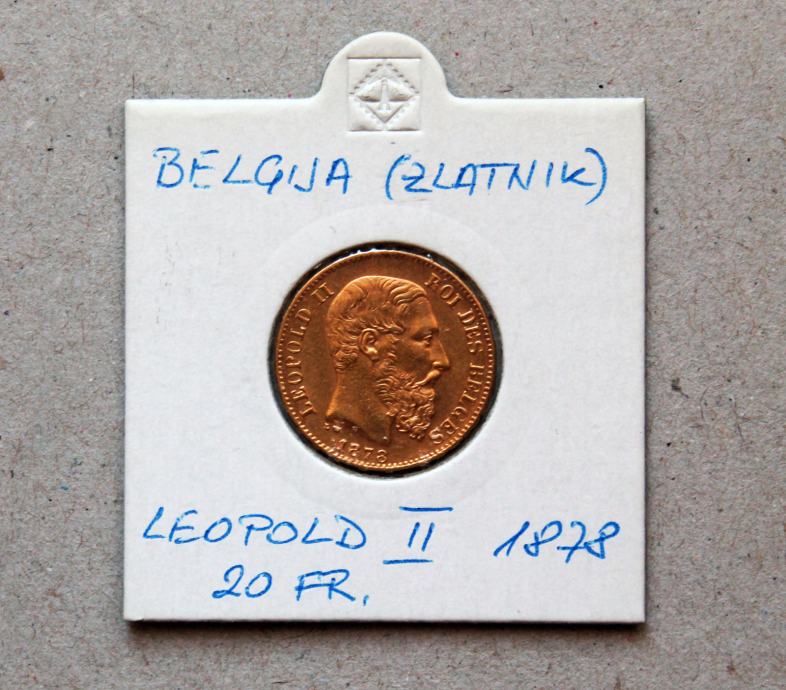 BELGIJA (ZLATNIK)
LEOPOLD II ROI DES BELGES
1878
LEOPOLD II 1878
20 FR.